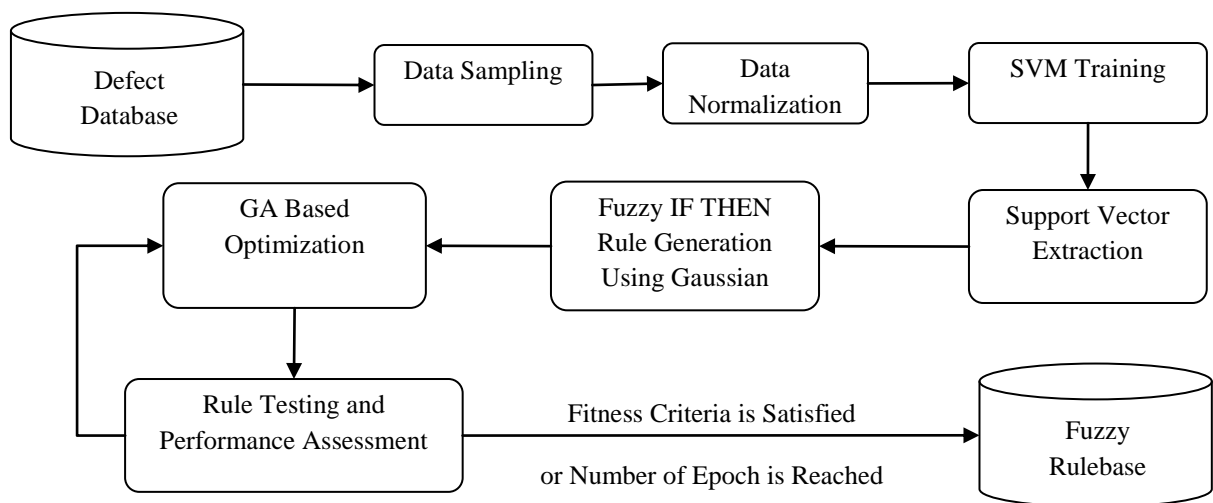 Defect
Database
Data Sampling
Data
Normalization
SVM Training
Support Vector
Extraction
Fuzzy IF THEN
Rule Generation
Using Gaussian
GA Based
Optimization
Rule Testing and
Performance Assessment
Fitness Criteria is Satisfied
or Number of Epoch is Reached
Fuzzy
Rulebase